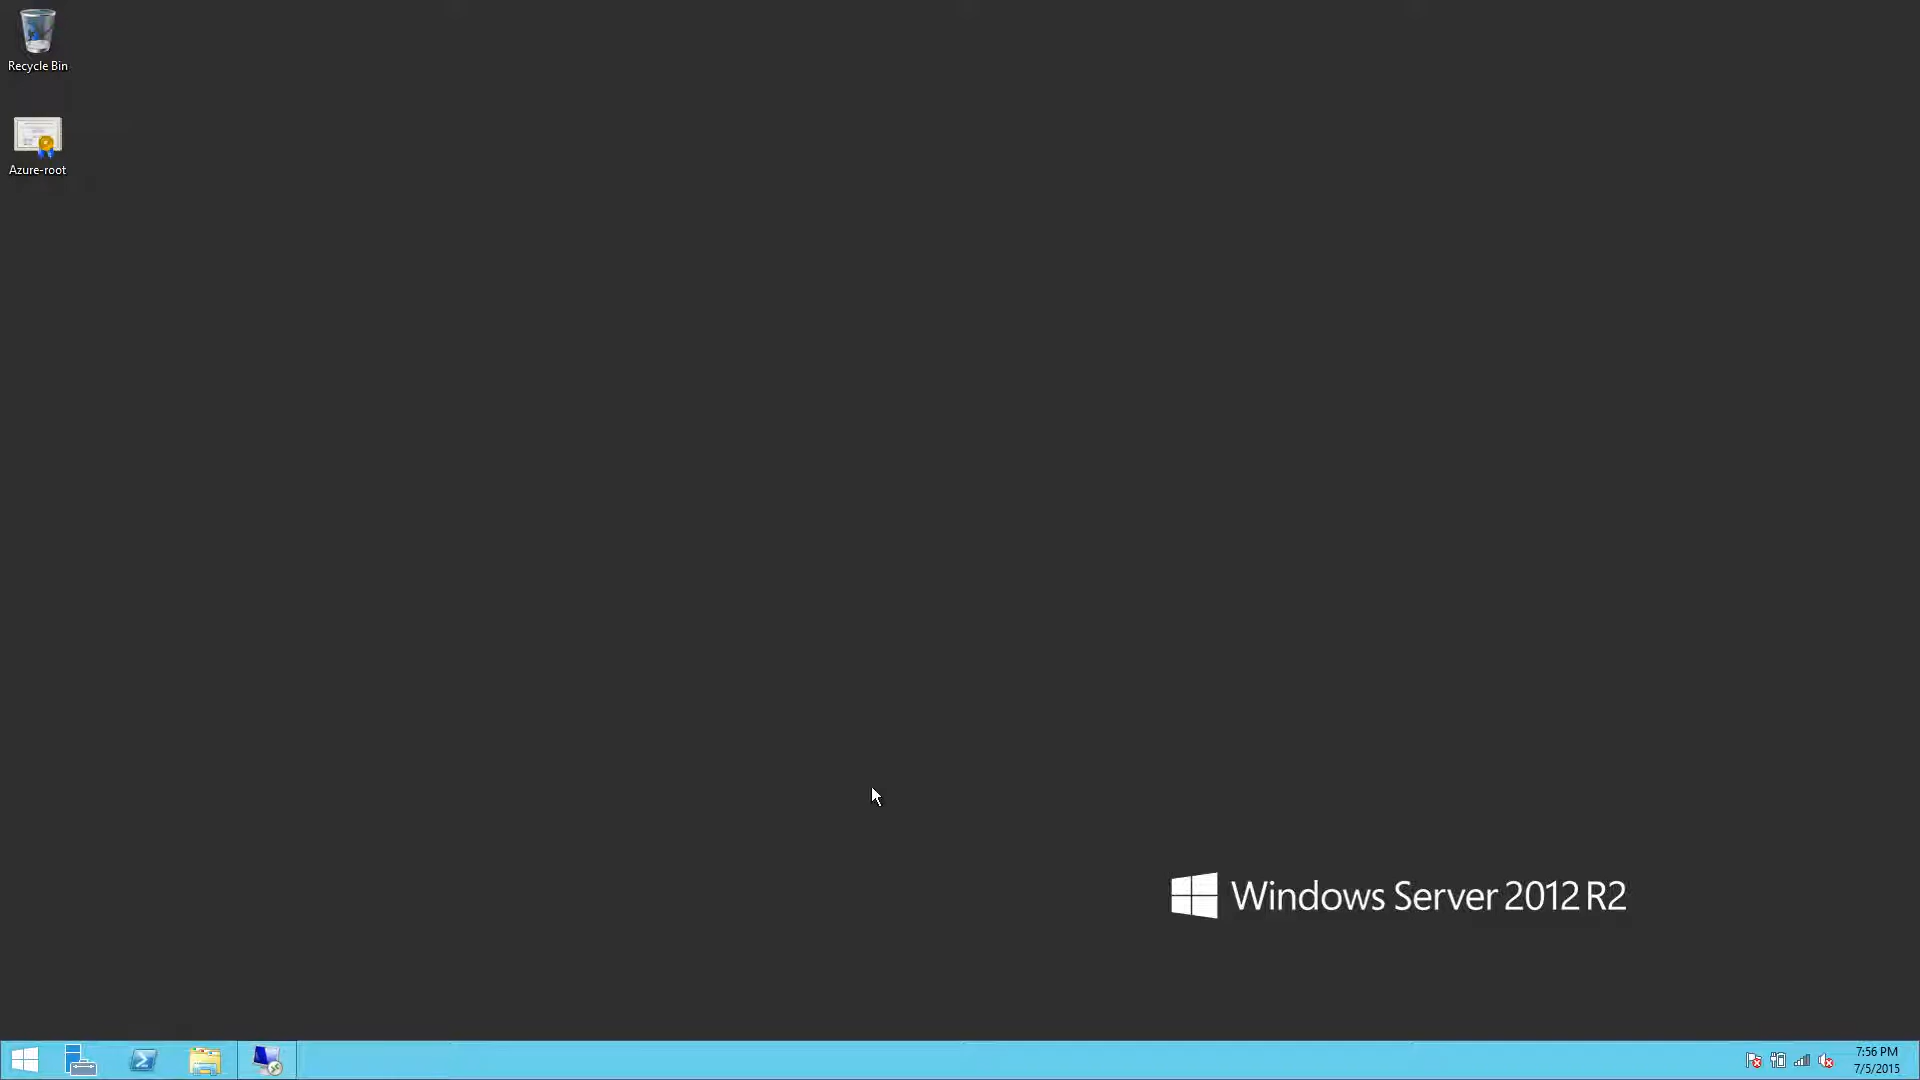 Recycle Bin
Azure-root
Windows Server 2012 R2
7:56 PM
7/5/2015